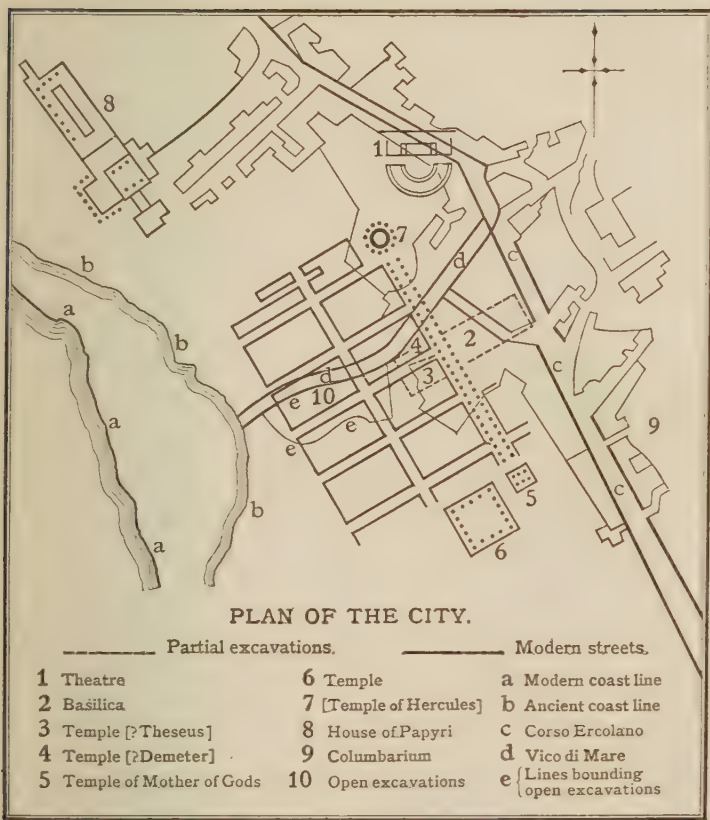 8
1
7
b
d
c
a
b
2
4
d
3
c
e
10
a
e
9
e
b
5
c
6
a
PLAN OF THE CITY.
Partial excavations. Modern streets.
1 Theatre
2 Basilica
3 Temple [?Theseus]
4 Temple [?Demeter]
5 Temple of Mother of Gods
6 Temple
7 [Temple of Hercules]
8 House of Papyri
9 Columbarium
10 Open excavations
a Modern coast line
b Ancient coast line
c Corso Ercolano
d Vico di Mare
e { Lines bounding
open excavations